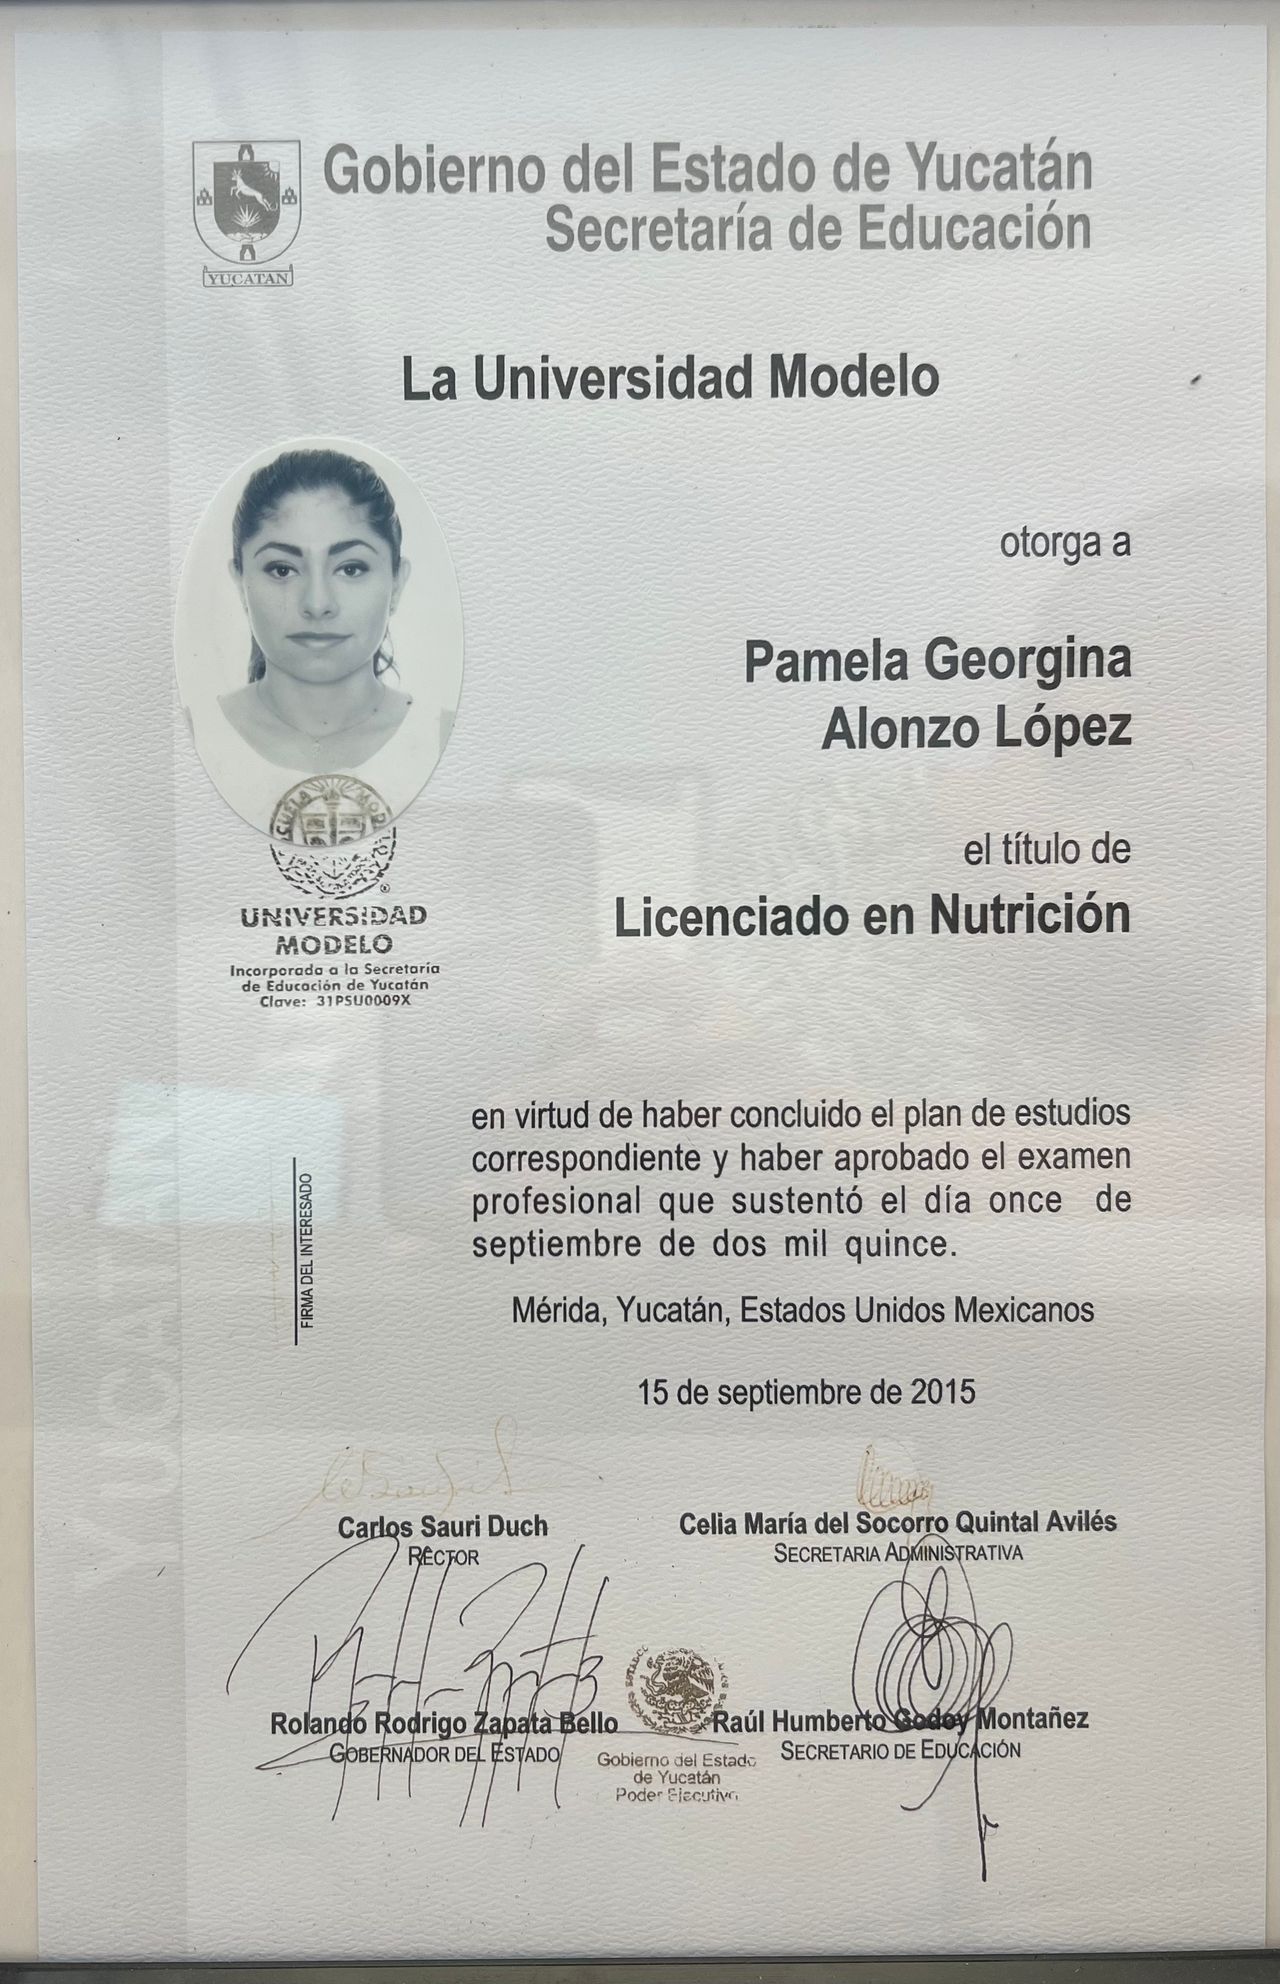 Gobierno del Estado de Yucatán
Secretaría de Educación
YUCATAN
La Universidad Modelo
otorga a
Pamela Georgina
Alonzo López
el título de
Licenciado en Nutrición
ESCUELA MODELO
UNIVERSIDAD
MODELO
Incorporada a la Secretaría
de Educación de Yucatán
Clave: 31PSU0009X
en virtud de haber concluido el plan de estudios
correspondiente y haber aprobado el examen
profesional que sustentó el día once de
septiembre de dos mil quince.
FIRMA DEL INTERESADO
Mérida, Yucatán, Estados Unidos Mexicanos
15 de septiembre de 2015
Carlos Sauri Duch
RECTOR
Celia María del Socorro Quintal Avilés
SECRETARIA ADMINISTRATIVA
Rolando Rodrigo Zapata Bello
GOBERNADOR DEL ESTADO
Raúl Humberto Godoy Montañez
SECRETARIO DE EDUCACIÓN
Gobierno del Estado
de Yucatán
Poder Ejecutivo